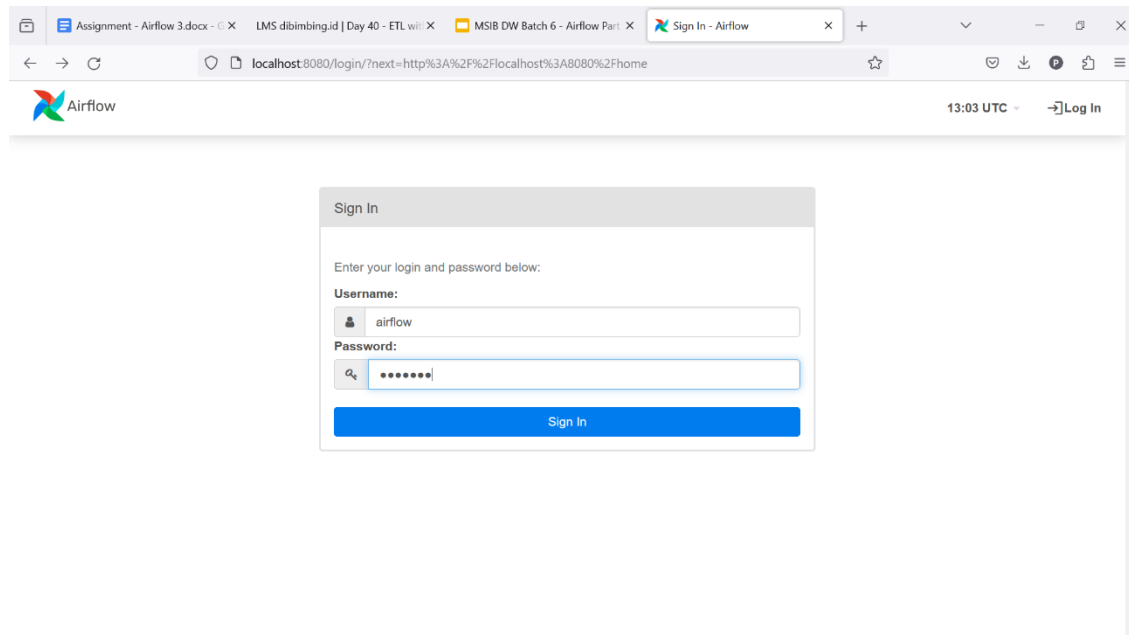 Assignment - Airflow 3.docx - G
LMS dibimbing.id | Day 40 - ETL wit
MSIB DW Batch 6 - Airflow Part
Sign In - Airflow
localhost:8080/login/?next=http%3A%2F%2Flocalhost%3A8080%2Fhome
P
Airflow
13:03 UTC
Log In
Sign In
Enter your login and password below:
Username:
airflow
Password:
Sign In